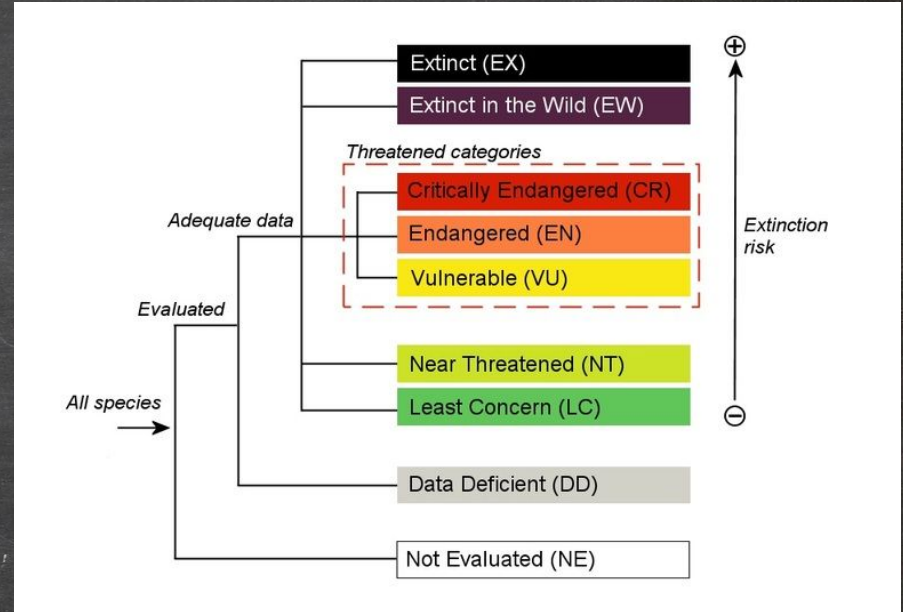 Extinct (EX)
Extinct in the Wild (EW)
Threatened categories
Critically Endangered (CR)
Adequate data
Endangered (EN)
Extinction
risk
Vulnerable (VU)
Evaluated
Near Threatened (NT)
All species
Least Concern (LC)
Data Deficient (DD)
Not Evaluated (NE)